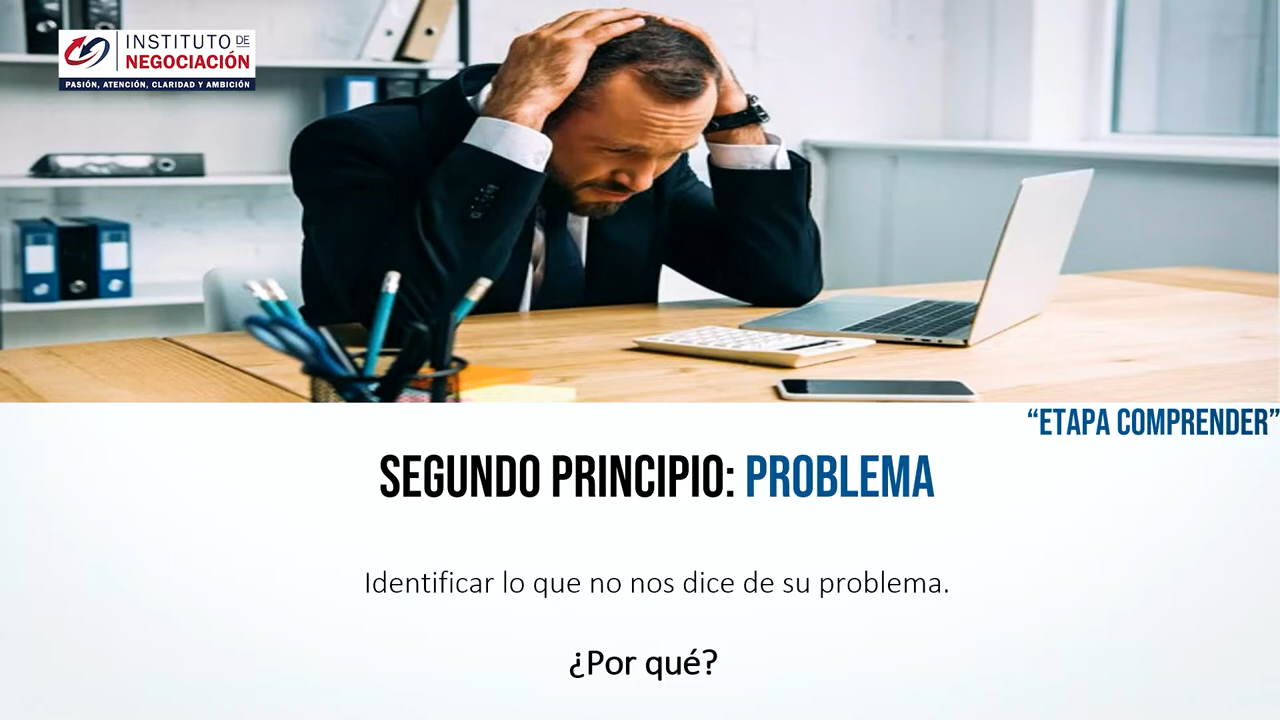 INSTITUTO DE
NEGOCIACIÓN
PASIÓN, ATENCIÓN, CLARIDAD Y AMBICIÓN
“ETAPA COMPRENDER”
SEGUNDO PRINCIPIO: PROBLEMA
Identificar lo que no nos dice de su problema.
¿Por qué?